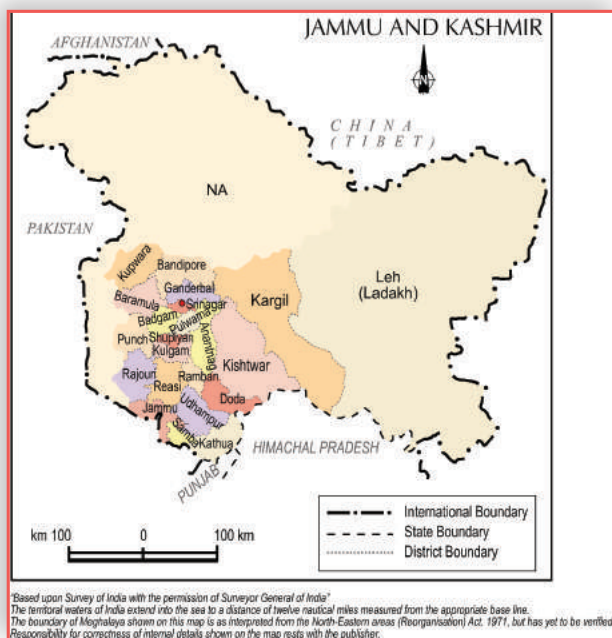 JAMMU AND KASHMIR
AFGHANISTAN
N
CHINA
(TIBET)
NA
PAKISTAN
Kupwara
Bandipore
Leh
(Ladakh)
Ganderbal
Kargil
Baramula
Srinagar
Badgam
Pulwama
Punch
Shupiyan
Anantnag
Kulgam
Kishtwar
Rajouri
Ramban
Reasi
Doda
Jammu
Udhampur
Samba
Kathua
HIMACHAL PRADESH
PUNJAB
International Boundary
State Boundary
District Boundary
km 100 0 100 km
"Based upon Survey of India with the permission of Surveyor General of India"
The territorial waters of India extend into the sea to a distance of twelve nautical miles measured from the appropriate base line.
The boundary of Moghalaya shown on this map is as interpreted from the North-Eastern areas (Reorganisation) Act. 1971, but has yet to be verified.
Responsibility for correctness of internal details shown on the map rests with the publisher.